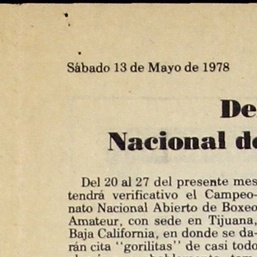 Sábado 13 de Mayo de 1978
De
Nacional de
Del 20 al 27 del presente mes
tendrá verificativo el Campeo-
nato Nacional Abierto de Boxeo
Amateur, con sede en Tijuana,
Baja California, en donde se da-
rán cita "gorilitas" de casi todo